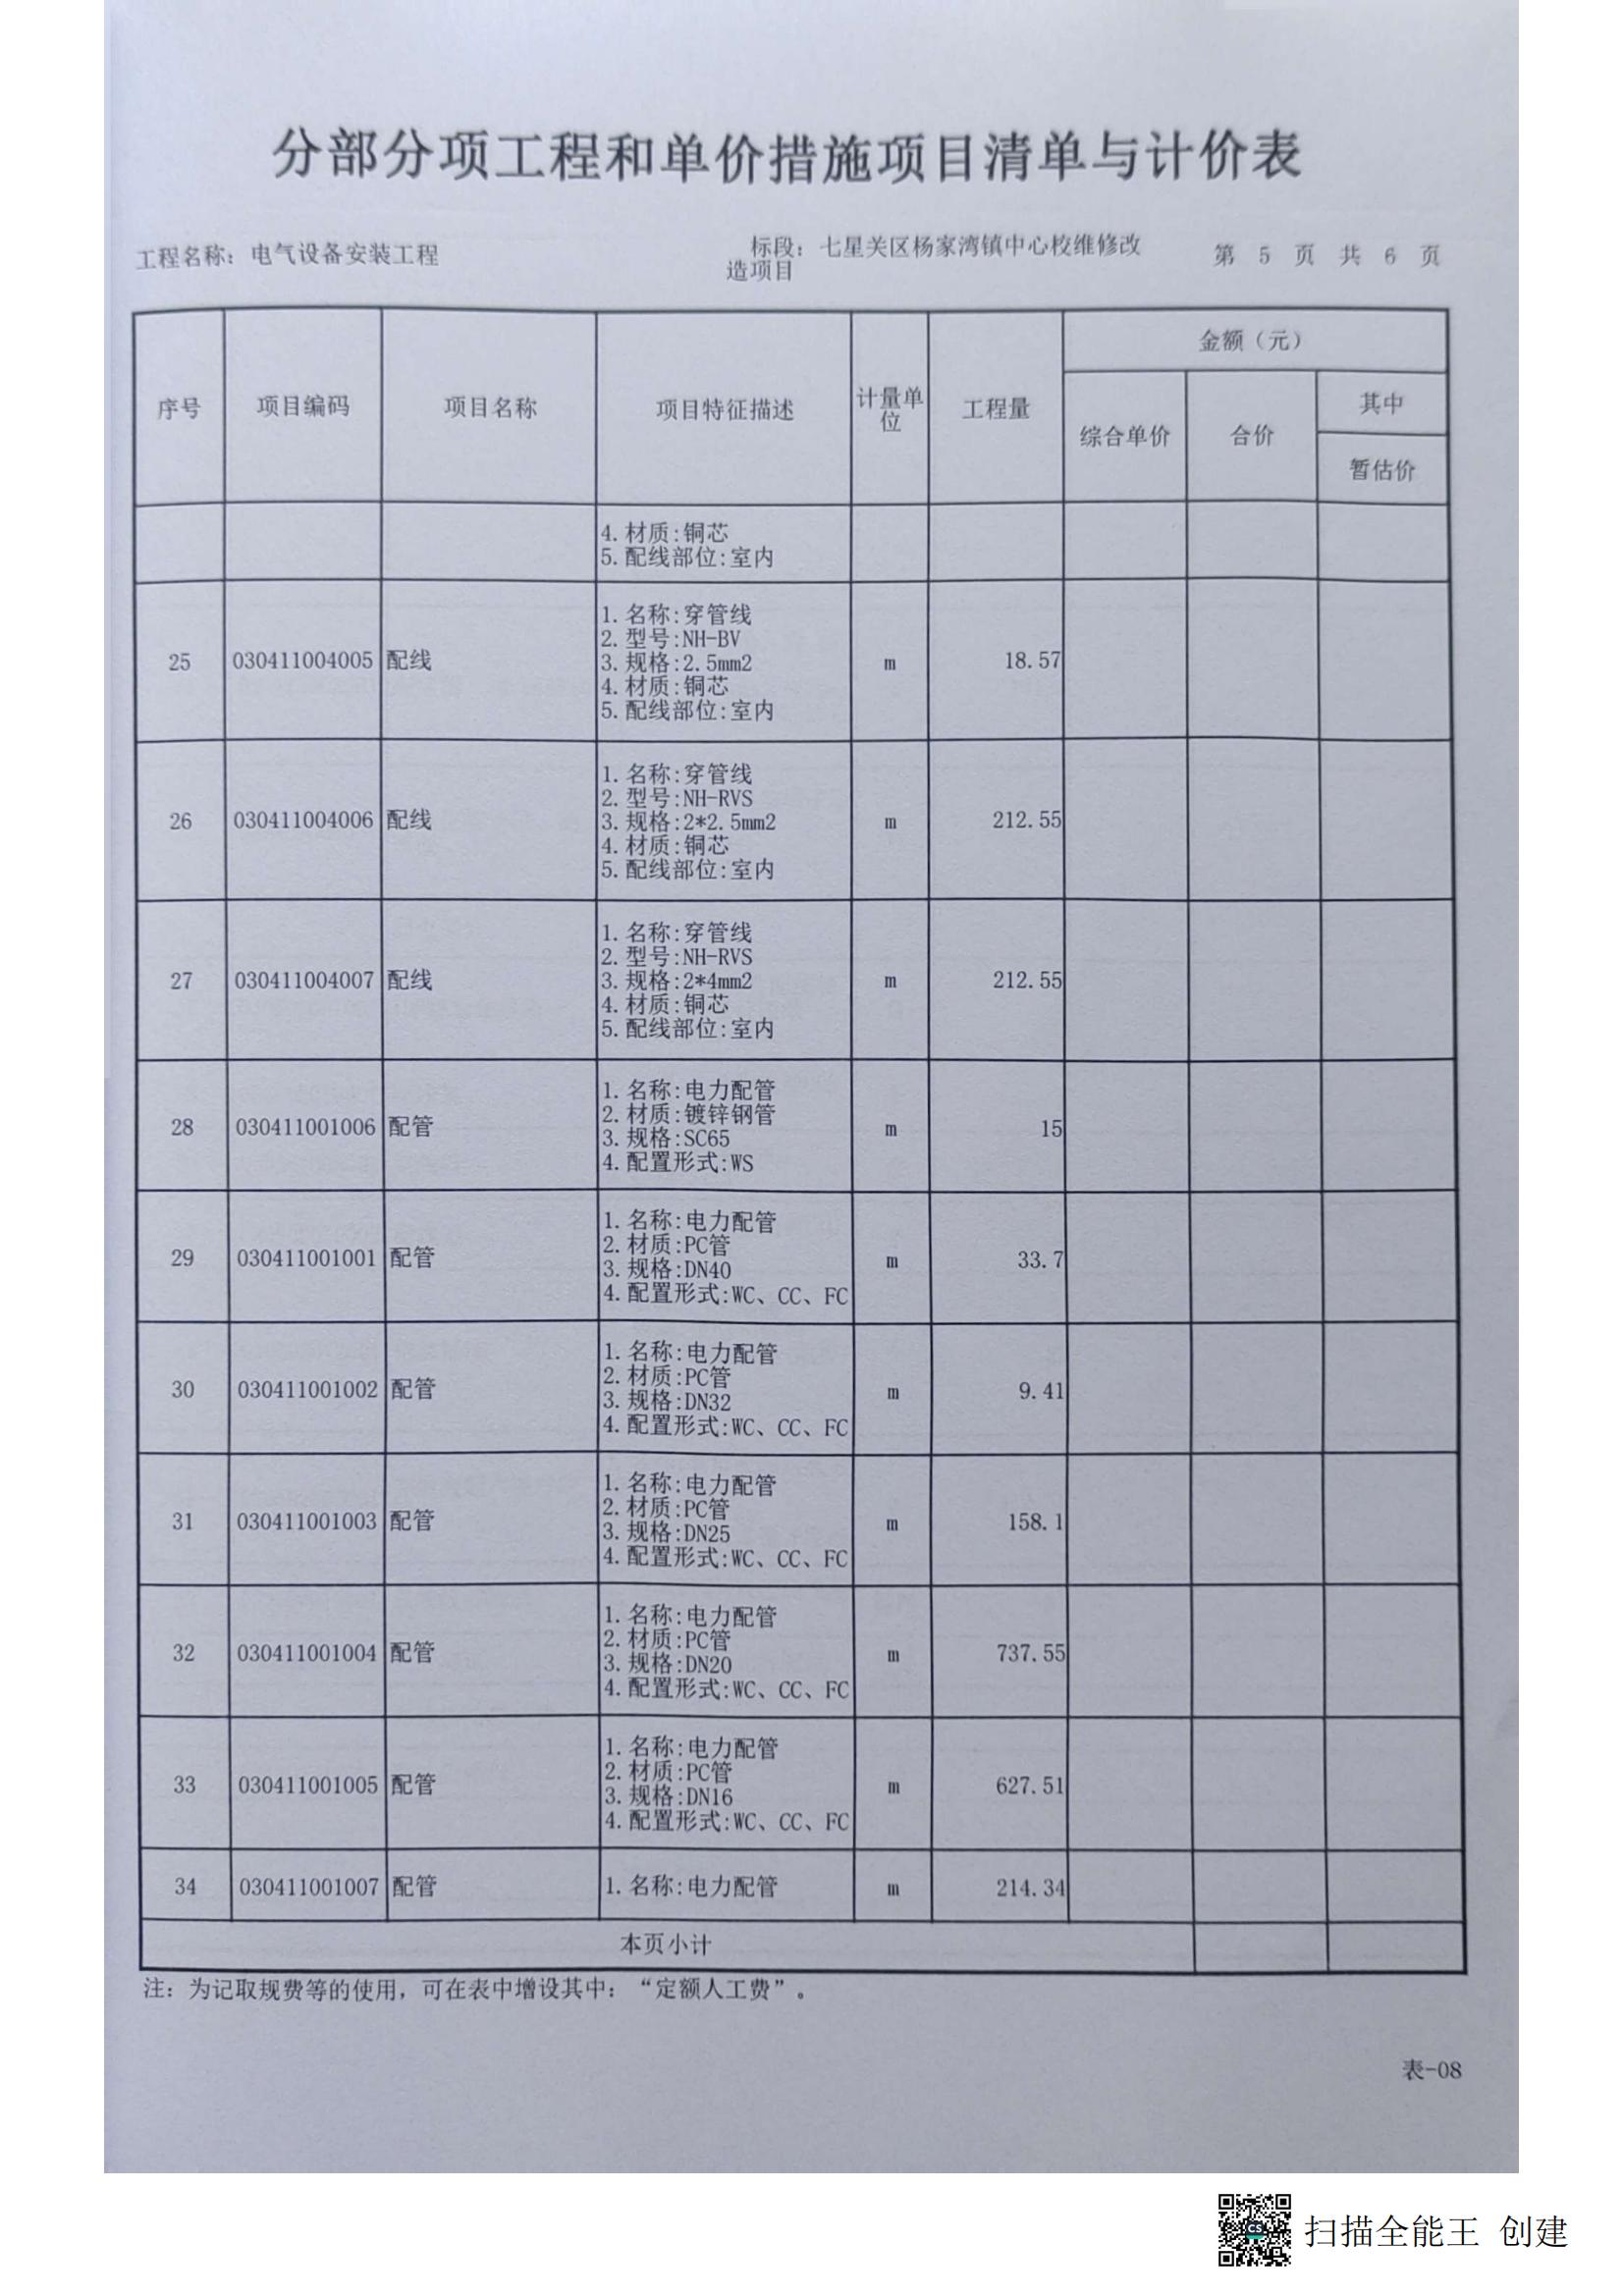 分部分项工程和单价措施项目清单与计价表
工程名称：电气设备安装工程
标段：七星关区杨家湾镇中心校维修改
造项目
第 5 页 共 6 页
序号 项目编码 项目名称 项目特征描述 计量单位 工程量 金额（元）
综合单价 合价 其中
暂估价
4.材质:铜芯
5.配线部位:室内
25 030411004005 配线
1.名称:穿管线
2.型号:NH-BV
3.规格:2.5mm2
4.材质:铜芯
5.配线部位:室内
m 18.57
26 030411004006 配线
1.名称:穿管线
2.型号:NH-RVS
3.规格:2*2.5mm2
4.材质:铜芯
5.配线部位:室内
m 212.55
27 030411004007 配线
1.名称:穿管线
2.型号:NH-RVS
3.规格:2*4mm2
4.材质:铜芯
5.配线部位:室内
m 212.55
28 030411001006 配管
1.名称:电力配管
2.材质:镀锌钢管
3.规格:SC65
4.配置形式:WS
m 15
29 030411001001 配管
1.名称:电力配管
2.材质:PC管
3.规格:DN40
4.配置形式:WC、CC、FC
m 33.7
30 030411001002 配管
1.名称:电力配管
2.材质:PC管
3.规格:DN32
4.配置形式:WC、CC、FC
m 9.41
31 030411001003 配管
1.名称:电力配管
2.材质:PC管
3.规格:DN25
4.配置形式:WC、CC、FC
m 158.1
32 030411001004 配管
1.名称:电力配管
2.材质:PC管
3.规格:DN20
4.配置形式:WC、CC、FC
m 737.55
33 030411001005 配管
1.名称:电力配管
2.材质:PC管
3.规格:DN16
4.配置形式:WC、CC、FC
m 627.51
34 030411001007 配管
1.名称:电力配管
m 214.34
本页小计
注：为记取规费等的使用，可在表中增设其中：“定额人工费”。
表-08
CS
扫描全能王 创建